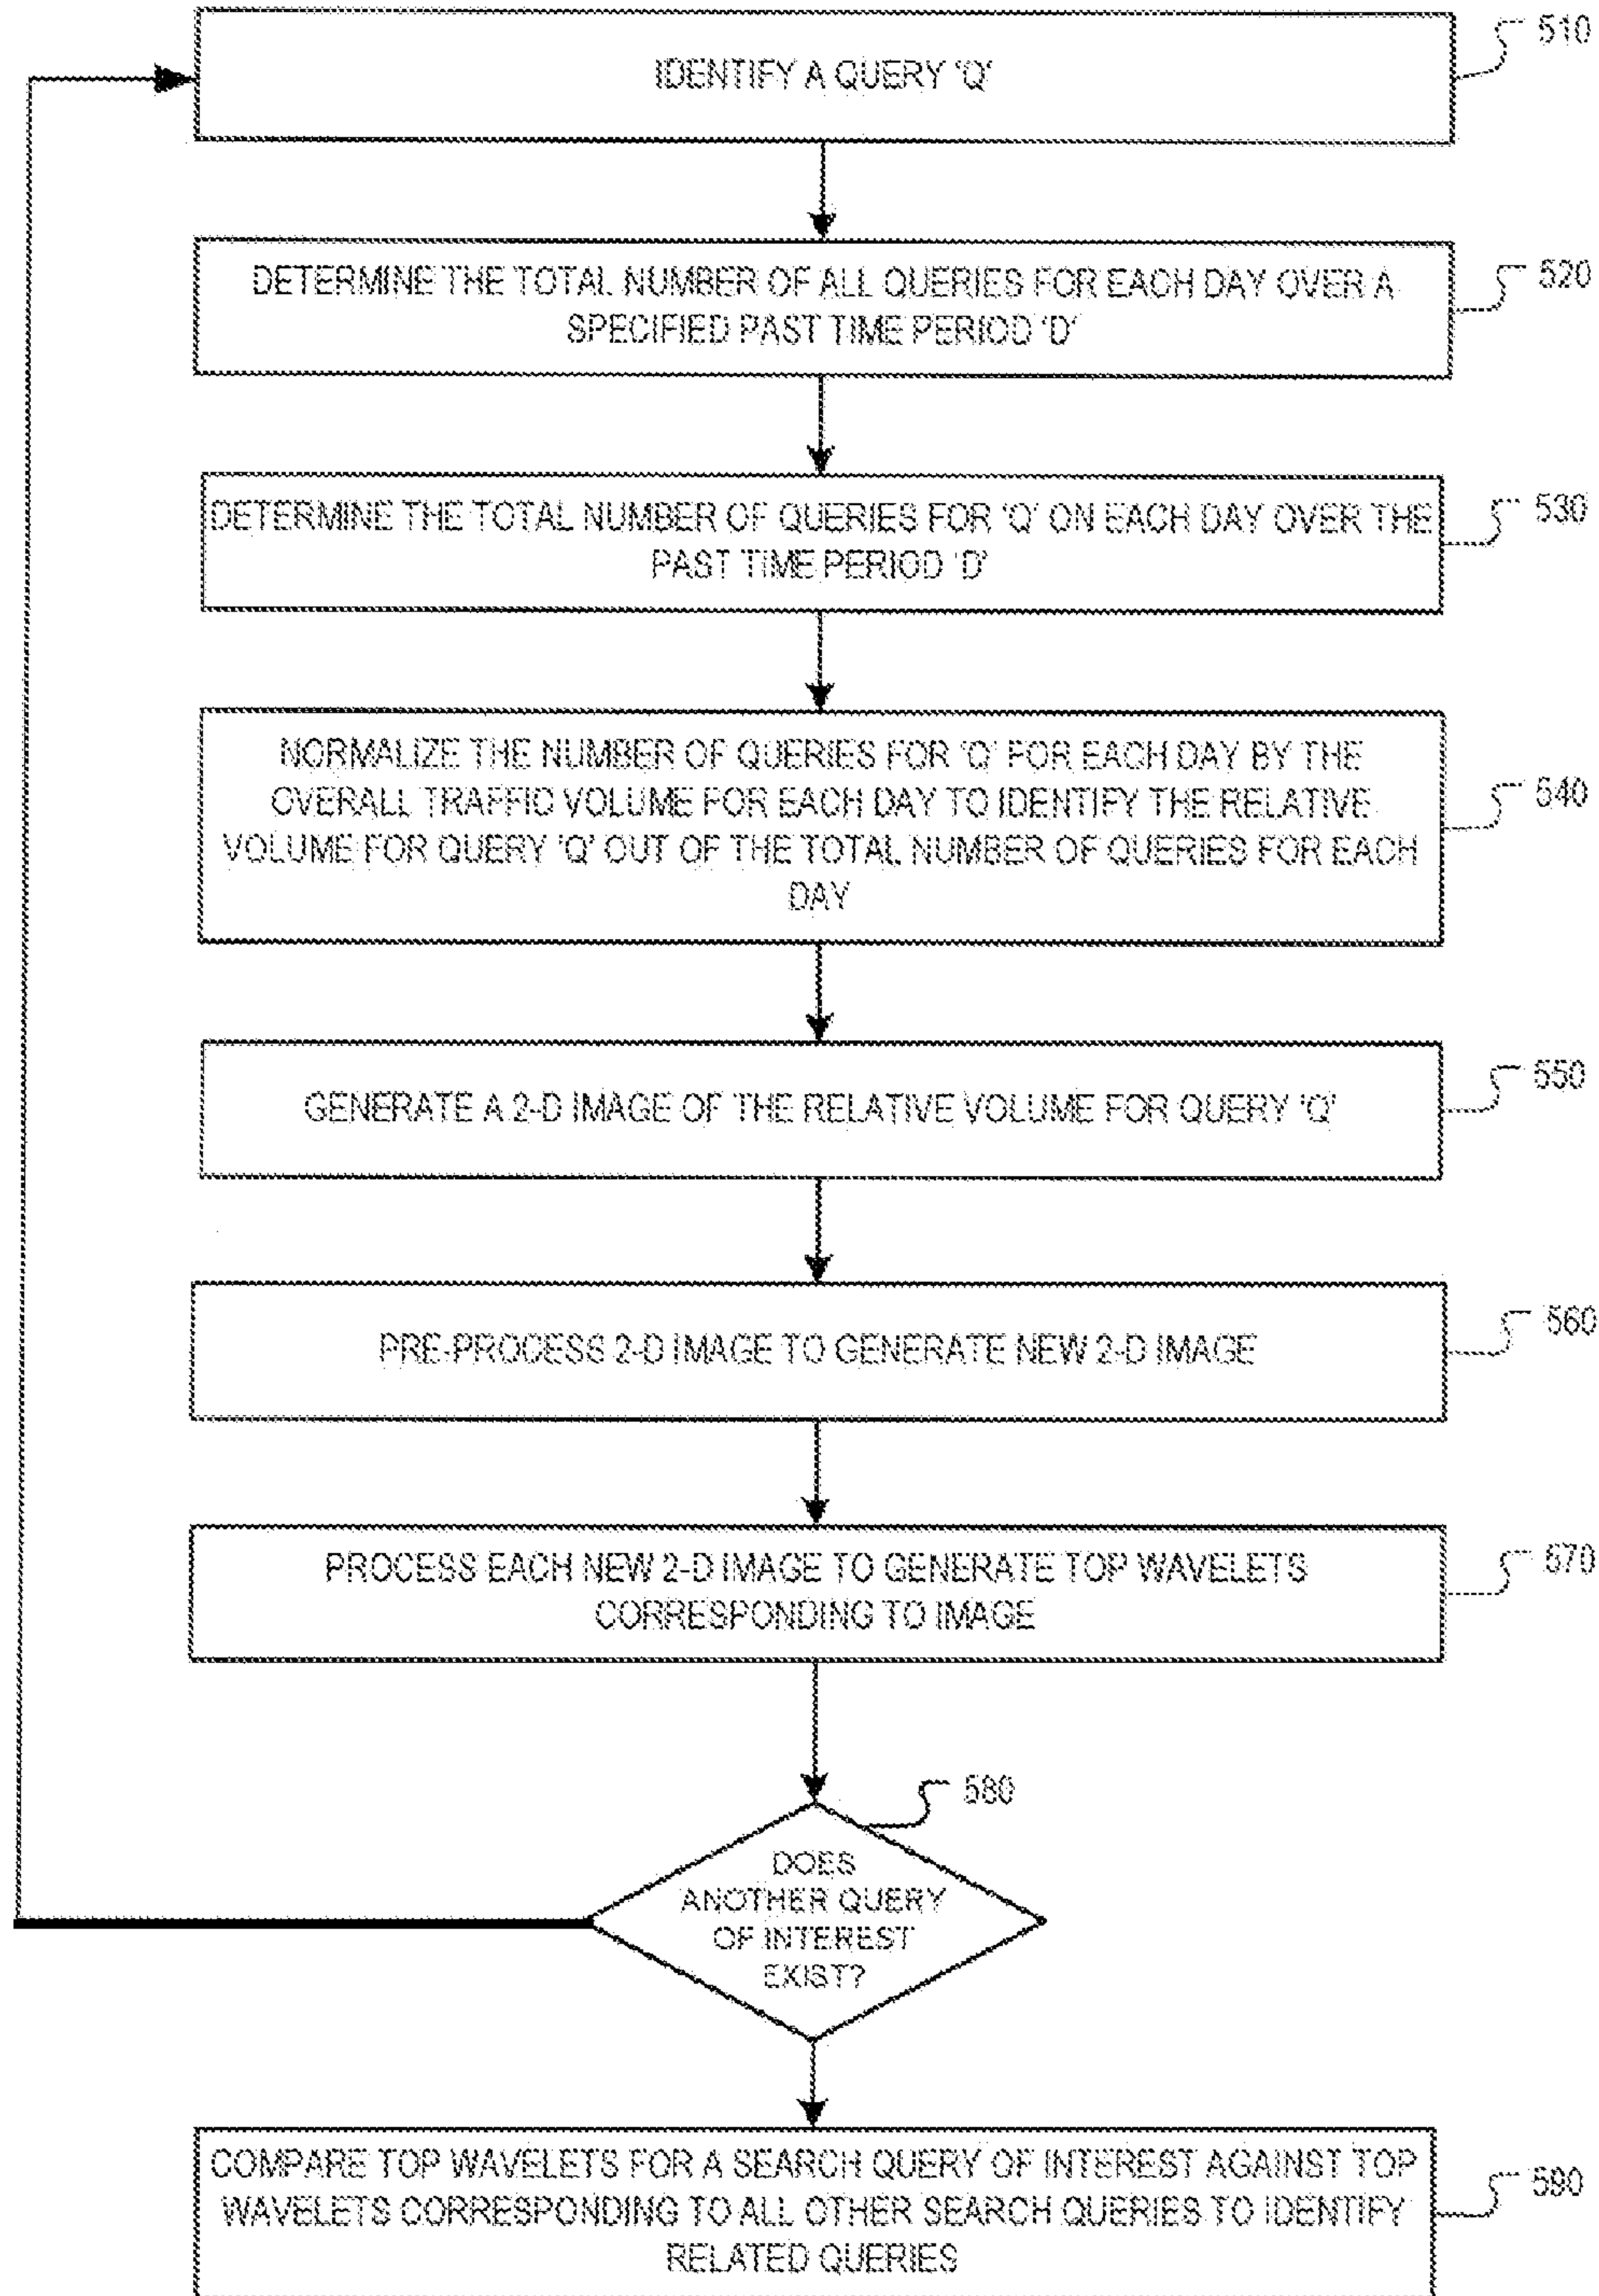 510
IDENTIFY A QUERY 'Q'
520
DETERMINE THE TOTAL NUMBER OF ALL QUERIES FOR EACH DAY OVER A
SPECIFIED PAST TIME PERIOD 'D'
530
DETERMINE THE TOTAL NUMBER OF QUERIES FOR 'Q' ON EACH DAY OVER THE
PAST TIME PERIOD 'D'
540
NORMALIZE THE NUMBER OF QUERIES FOR 'Q' FOR EACH DAY BY THE
OVERALL TRAFFIC VOLUME FOR EACH DAY TO IDENTIFY THE RELATIVE
VOLUME FOR QUERY 'Q' OUT OF THE TOTAL NUMBER OF QUERIES FOR EACH
DAY
550
GENERATE A 2-D IMAGE OF THE RELATIVE VOLUME FOR QUERY 'Q'
560
PRE-PROCESS 2-D IMAGE TO GENERATE NEW 2-D IMAGE
570
PROCESS EACH NEW 2-D IMAGE TO GENERATE TOP WAVELETS
CORRESPONDING TO IMAGE
580
DOES
ANOTHER QUERY
OF INTEREST
EXIST?
590
COMPARE TOP WAVELETS FOR A SEARCH QUERY OF INTEREST AGAINST TOP
WAVELETS CORRESPONDING TO ALL OTHER SEARCH QUERIES TO IDENTIFY
RELATED QUERIES